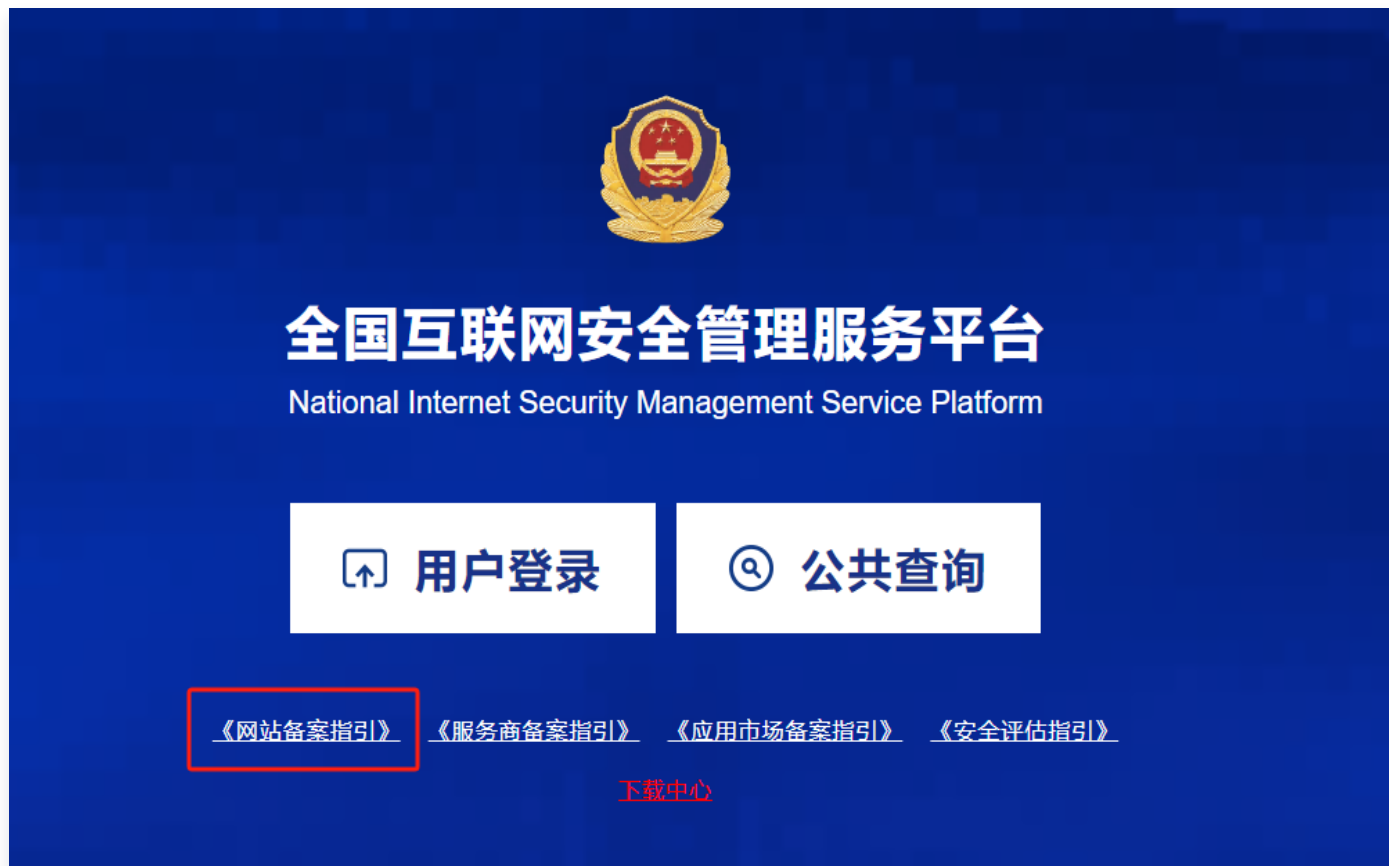 全国互联网安全管理服务平台
National Internet Security Management Service Platform
用户登录 公共查询
《网站备案指引》 《服务商备案指引》 《应用市场备案指引》 《安全评估指引》
下载中心